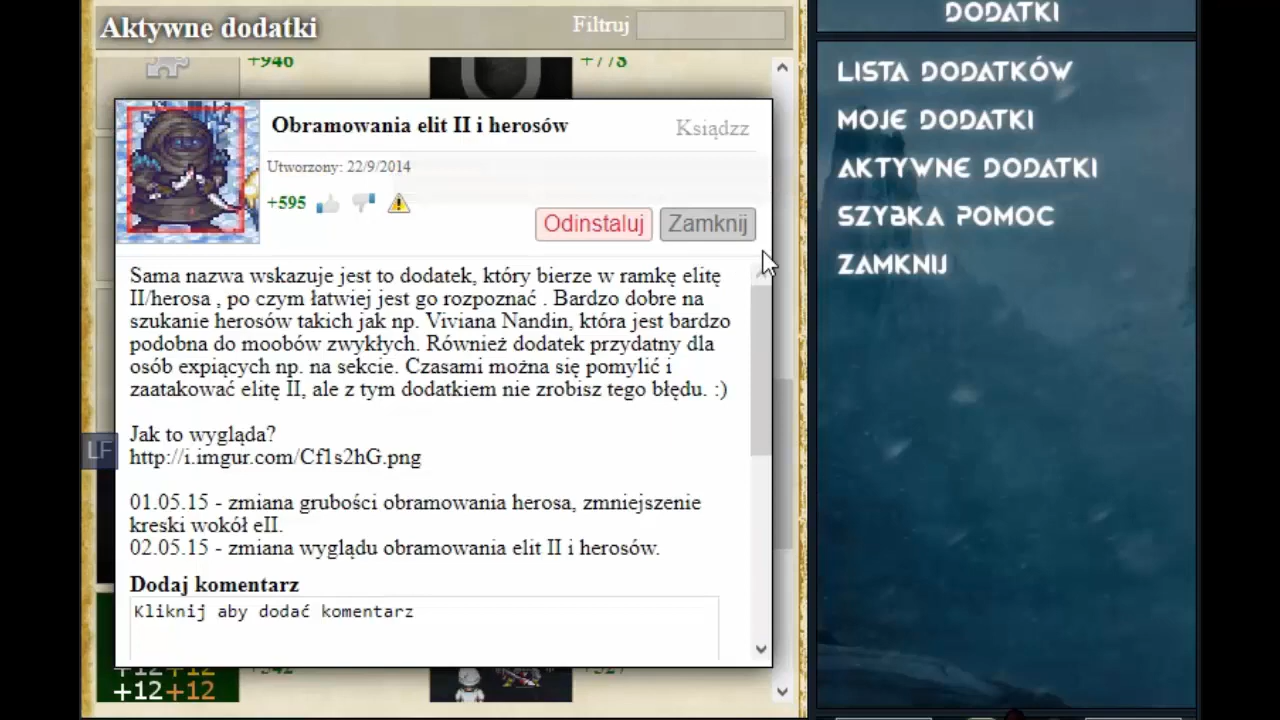 Aktywne dodatki
Filtruj
+946
+778
Obramowania elit II i herosów
Ksiądzz
Utworzony: 22/9/2014
+595
Odinstaluj
Zamknij
Sama nazwa wskazuje jest to dodatek, który bierze w ramkę elitę
II/herosa , po czym łatwiej jest go rozpoznać . Bardzo dobre na
szukanie herosów takich jak np. Viviana Nandin, która jest bardzo
podobna do moobów zwykłych. Również dodatek przydatny dla
osób expiących np. na sekcie. Czasami można się pomylić i
zaatakować elitę II, ale z tym dodatkiem nie zrobisz tego błędu. :)
Jak to wygląda?
http://i.imgur.com/Cf1s2hG.png
01.05.15 - zmiana grubości obramowania herosa, zmniejszenie
kreski wokół eII.
02.05.15 - zmiana wyglądu obramowania elit II i herosów.
Dodaj komentarz
Kliknij aby dodać komentarz
LF
+12 +12
+12 +12
DODATKI
LISTA DODATKÓW
MOJE DODATKI
AKTYWNE DODATKI
SZYBKA POMOC
ZAMKNIJ